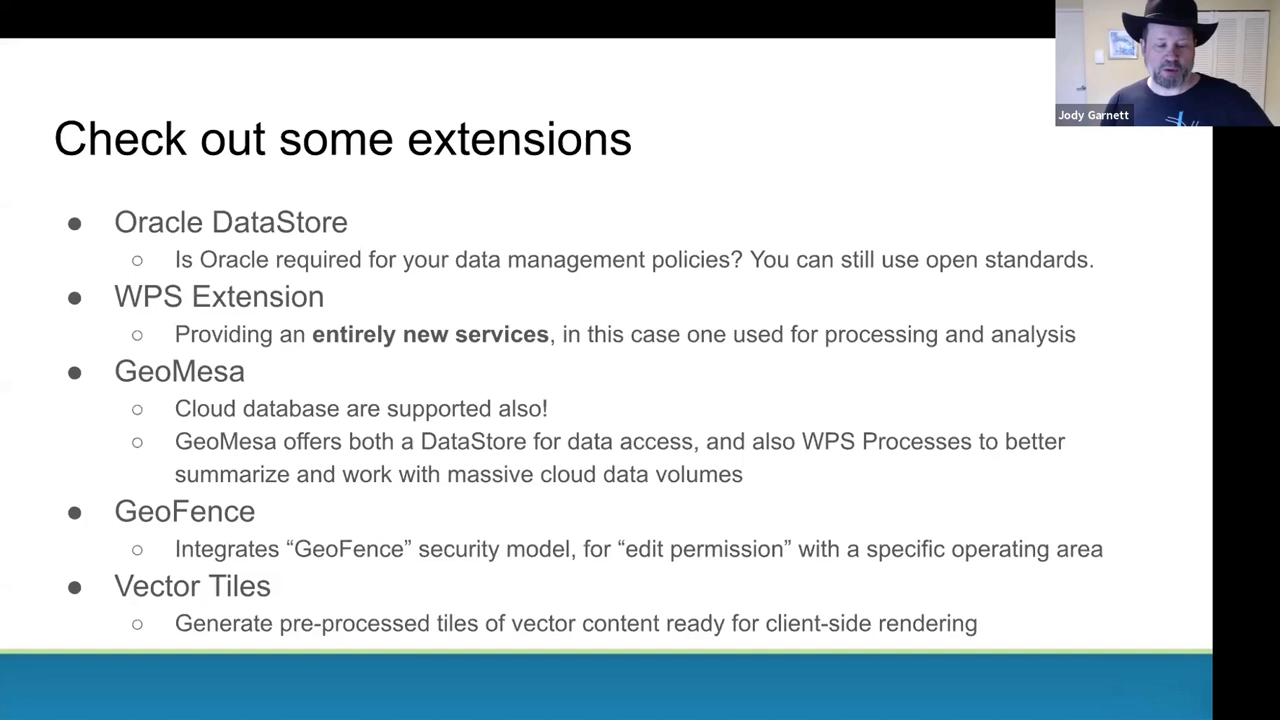 Jody Garnett
Check out some extensions
● Oracle DataStore
○ Is Oracle required for your data management policies? You can still use open standards.
● WPS Extension
○ Providing an entirely new services, in this case one used for processing and analysis
● GeoMesa
○ Cloud database are supported also!
○ GeoMesa offers both a DataStore for data access, and also WPS Processes to better
summarize and work with massive cloud data volumes
● GeoFence
○ Integrates “GeoFence” security model, for “edit permission” with a specific operating area
● Vector Tiles
○ Generate pre-processed tiles of vector content ready for client-side rendering